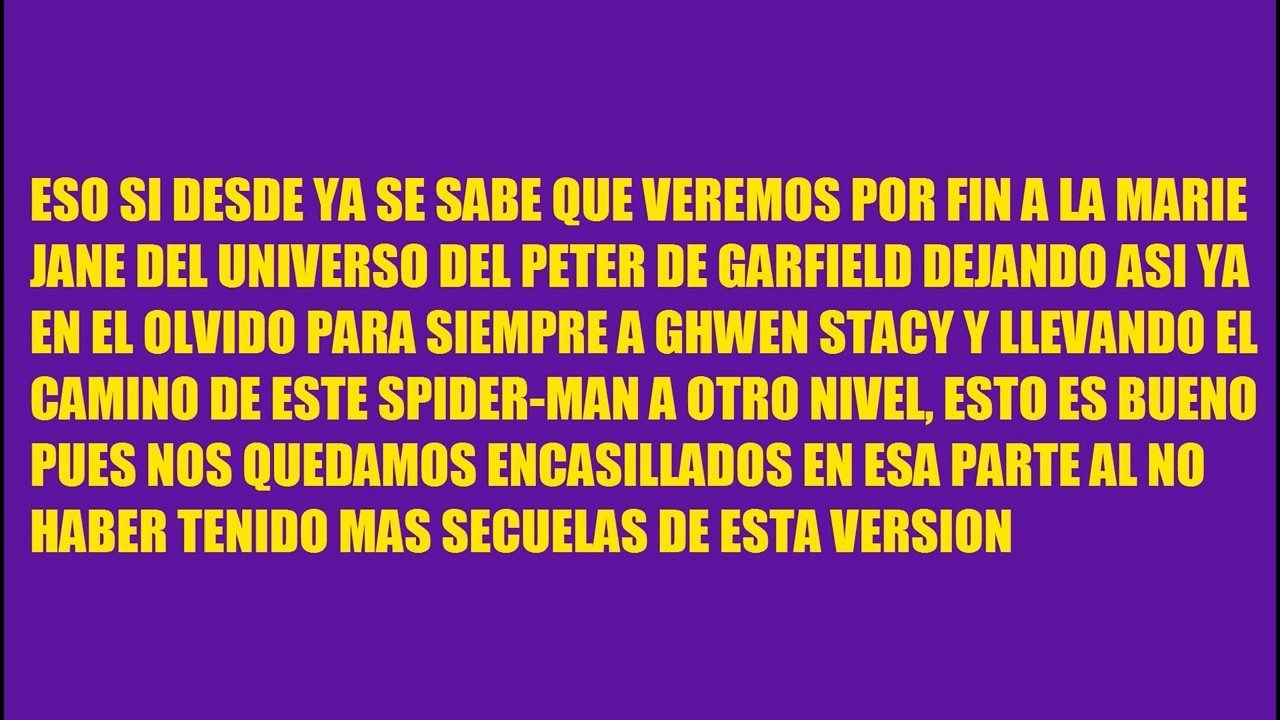 ESO SI DESDE YA SE SABE QUE VEREMOS POR FIN A LA MARIE
JANE DEL UNIVERSO DEL PETER DE GARFIELD DEJANDO ASI YA
EN EL OLVIDO PARA SIEMPRE A GHWEN STACY Y LLEVANDO EL
CAMINO DE ESTE SPIDER-MAN A OTRO NIVEL, ESTO ES BUENO
PUES NOS QUEDAMOS ENCASILLADOS EN ESA PARTE AL NO
HABER TENIDO MAS SECUELAS DE ESTA VERSION